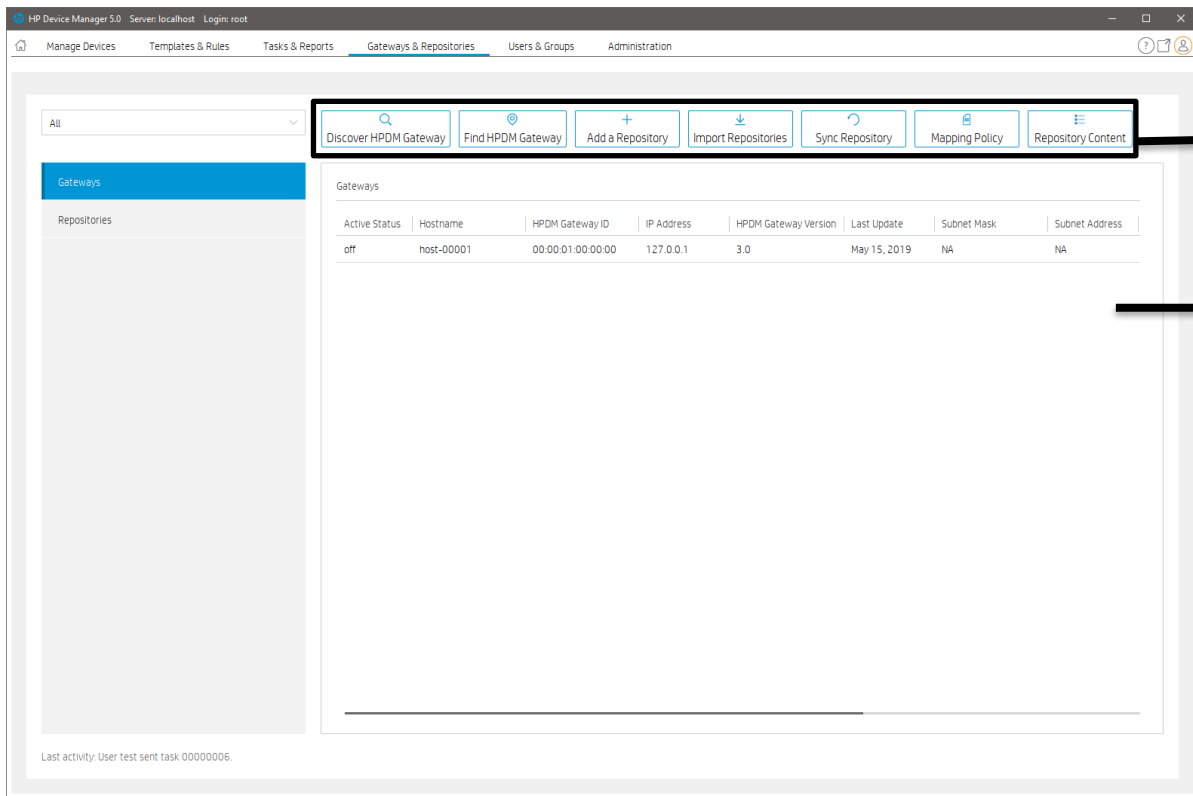 HP Device Manager 5.0 Server: localhost Login: root
Manage Devices Templates & Rules Tasks & Reports Gateways & Repositories Users & Groups Administration
All
Discover HPDM Gateway Find HPDM Gateway Add a Repository Import Repositories Sync Repository Mapping Policy Repository Content
Gateways
Repositories
Gateways
Active Status Hostname HPDM Gateway ID IP Address HPDM Gateway Version Last Update Subnet Mask Subnet Address
off host-00001 00:00:01:00:00:00 127.0.0.1 3.0 May 15, 2019 NA NA
Last activity: User test sent task 00000006.